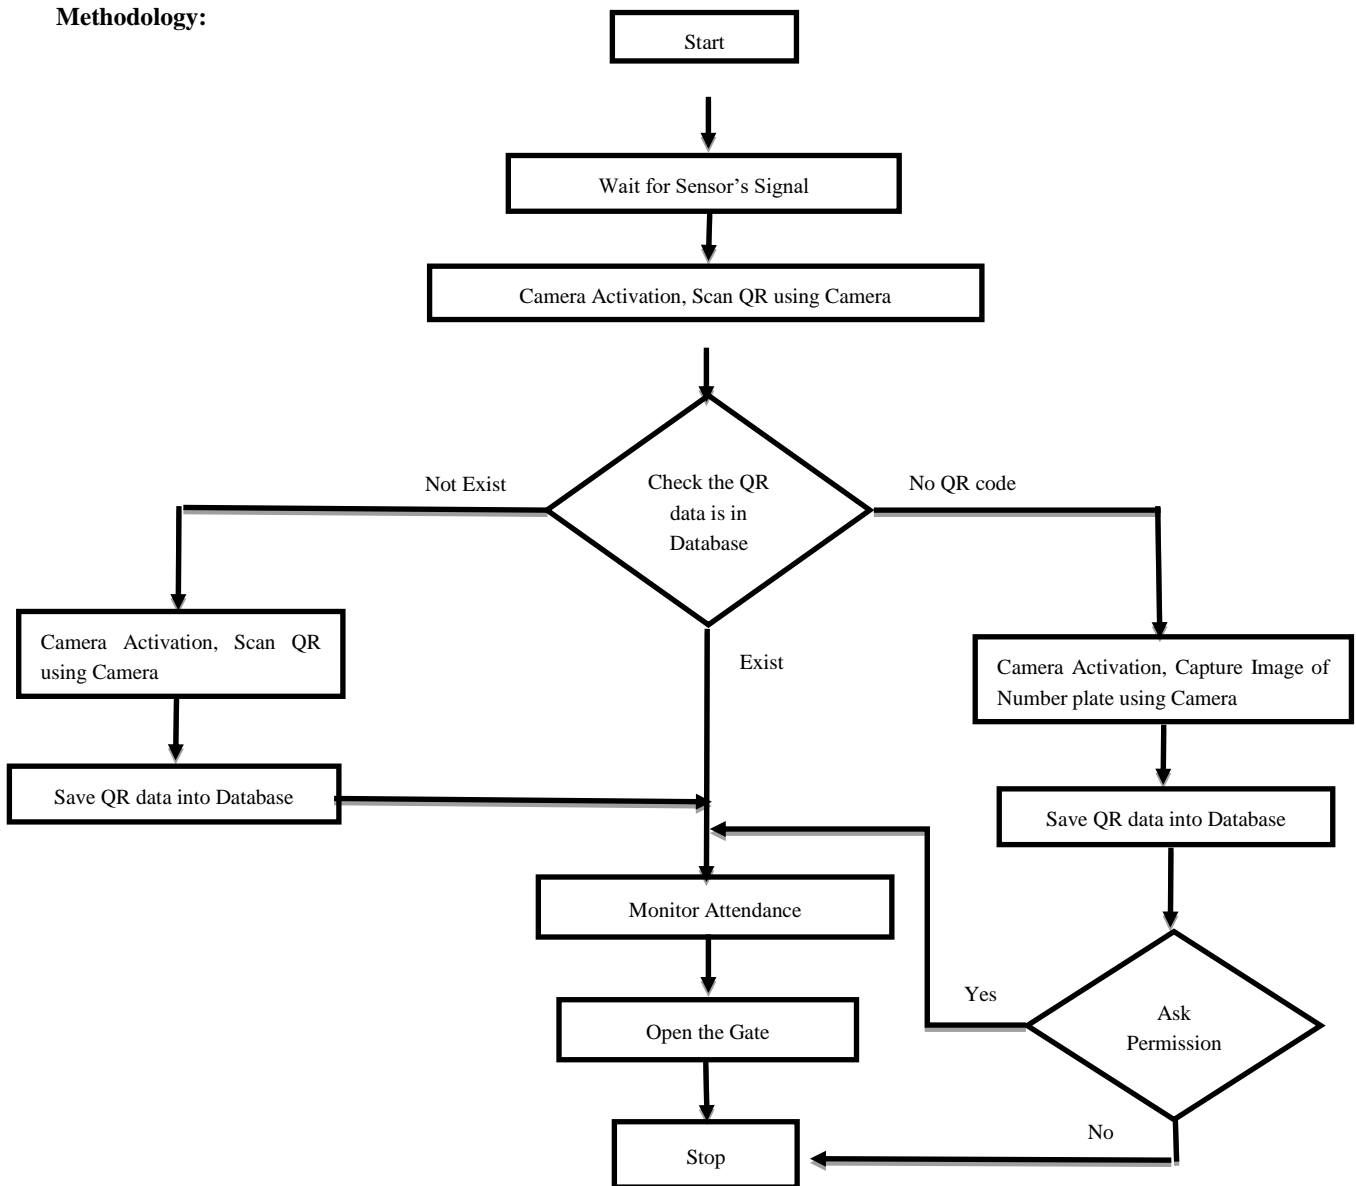 Methodology:
Start
Wait for Sensor’s Signal
Camera Activation, Scan QR using Camera
Not Exist
Check the QR
data is in
Database
No QR code
Camera Activation, Scan QR
using Camera
Exist
Camera Activation, Capture Image of
Number plate using Camera
Save QR data into Database
Save QR data into Database
Monitor Attendance
Yes
Ask
Permission
Open the Gate
No
Stop